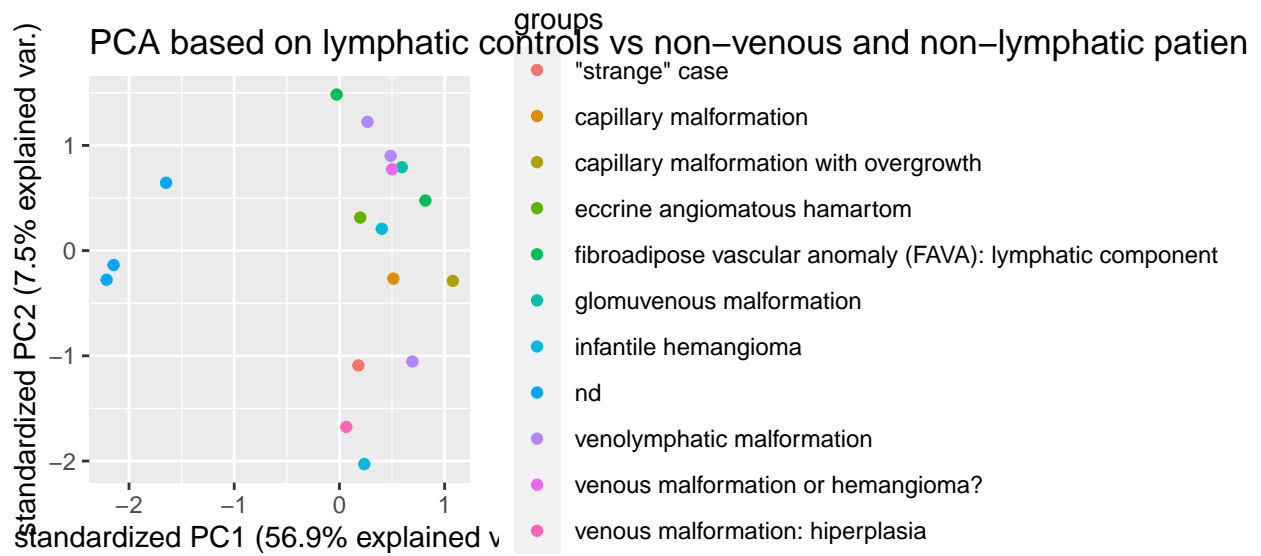 groups
PCA based on lymphatic controls vs non−venous and non−lymphatic patien
standardized PC2 (7.5% explained var.)
1
0
−1
−2
−2
−1
0
1
standardized PC1 (56.9% explained v
"strange" case
capillary malformation
capillary malformation with overgrowth
eccrine angiomatous hamartom
fibroadipose vascular anomaly (FAVA): lymphatic component
glomuvenous malformation
infantile hemangioma
nd
venolymphatic malformation
venous malformation or hemangioma?
venous malformation: hiperplasia